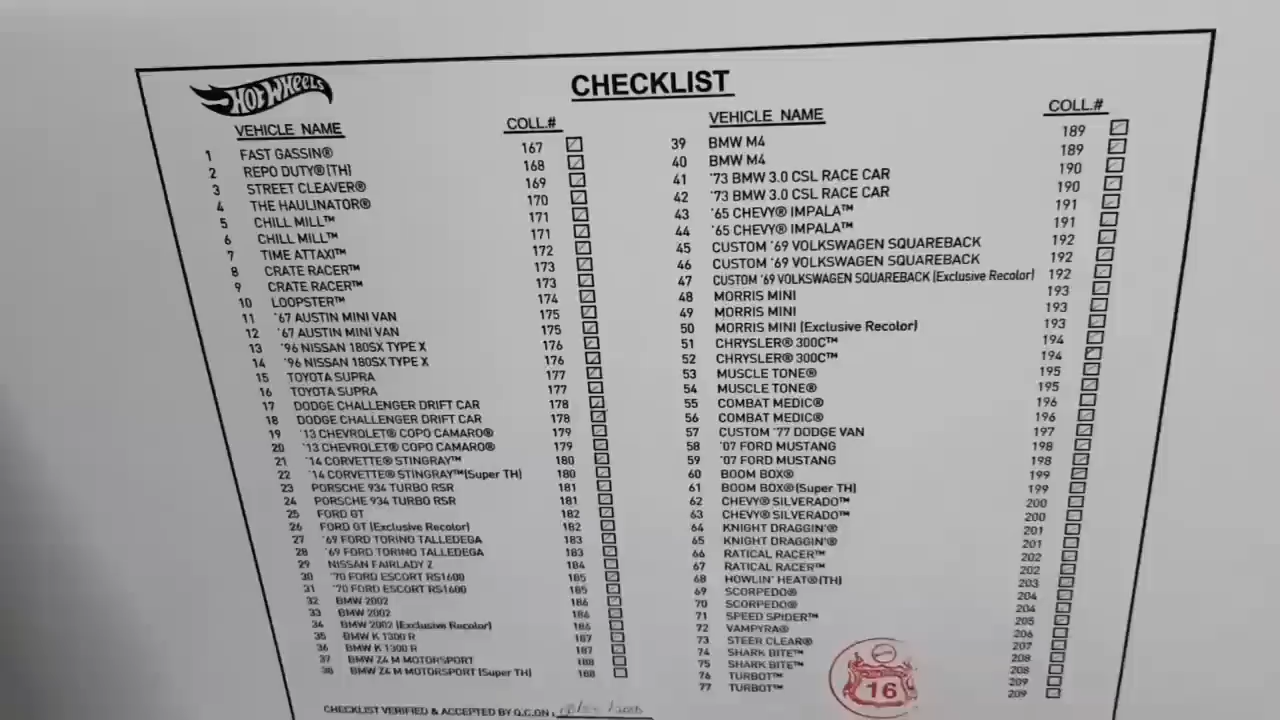 HOT WHEELS
CHECKLIST
VEHICLE NAME COLL.#
1 FAST GASSIN® 167
2 REPO DUTY®(TH) 168
3 STREET CLEAVER® 169
4 THE HAULINATOR® 170
5 CHILL MILL™ 171
6 CHILL MILL™ 171
7 TIME ATTAXI™ 172
8 CRATE RACER™ 173
9 CRATE RACER™ 173
10 LOOPSTER™ 174
11 '67 AUSTIN MINI VAN 175
12 '67 AUSTIN MINI VAN 175
13 '96 NISSAN 180SX TYPE X 176
14 '96 NISSAN 180SX TYPE X 176
15 TOYOTA SUPRA 177
16 TOYOTA SUPRA 177
17 DODGE CHALLENGER DRIFT CAR 178
18 DODGE CHALLENGER DRIFT CAR 178
19 '13 CHEVROLET® COPO CAMARO® 179
20 '13 CHEVROLET® COPO CAMARO® 179
21 '14 CORVETTE® STINGRAY™ 180
22 '14 CORVETTE® STINGRAY™(Super TH) 180
23 PORSCHE 934 TURBO RSR 181
24 PORSCHE 934 TURBO RSR 181
25 FORD GT 182
26 FORD GT (Exclusive Recolor) 182
27 '69 FORD TORINO TALLEDEGA 183
28 '69 FORD TORINO TALLEDEGA 183
29 NISSAN FAIRLADY Z 184
30 '70 FORD ESCORT RS1600 185
31 '70 FORD ESCORT RS1600 185
32 BMW 2002 186
33 BMW 2002 186
34 BMW 2002 (Exclusive Recolor) 186
35 BMW K 1300 R 187
36 BMW K 1300 R 187
37 BMW Z4 M MOTORSPORT 188
38 BMW Z4 M MOTORSPORT (Super TH) 188
VEHICLE NAME COLL.#
39 BMW M4 189
40 BMW M4 189
41 '73 BMW 3.0 CSL RACE CAR 190
42 '73 BMW 3.0 CSL RACE CAR 190
43 '65 CHEVY® IMPALA™ 191
44 '65 CHEVY® IMPALA™ 191
45 CUSTOM '69 VOLKSWAGEN SQUAREBACK 192
46 CUSTOM '69 VOLKSWAGEN SQUAREBACK 192
47 CUSTOM '69 VOLKSWAGEN SQUAREBACK (Exclusive Recolor) 192
48 MORRIS MINI 193
49 MORRIS MINI 193
50 MORRIS MINI (Exclusive Recolor) 193
51 CHRYSLER® 300C™ 194
52 CHRYSLER® 300C™ 194
53 MUSCLE TONE® 195
54 MUSCLE TONE® 195
55 COMBAT MEDIC® 196
56 COMBAT MEDIC® 196
57 CUSTOM '77 DODGE VAN 197
58 '07 FORD MUSTANG 198
59 '07 FORD MUSTANG 198
60 BOOM BOX® 199
61 BOOM BOX®(Super TH) 199
62 CHEVY® SILVERADO™ 200
63 CHEVY® SILVERADO™ 200
64 KNIGHT DRAGGIN'® 201
65 KNIGHT DRAGGIN'® 201
66 RATICAL RACER™ 202
67 RATICAL RACER™ 202
68 HOWLIN' HEAT®(TH) 203
69 SCORPEDO® 204
70 SCORPEDO® 204
71 SPEED SPIDER™ 205
72 VAMPYRA® 206
73 STEER CLEAR® 207
74 SHARK BITE™ 208
75 SHARK BITE™ 208
76 TURBOT™ 209
77 TURBOT™ 209
16
CHECKLIST VERIFIED & ACCEPTED BY Q.C.ON :